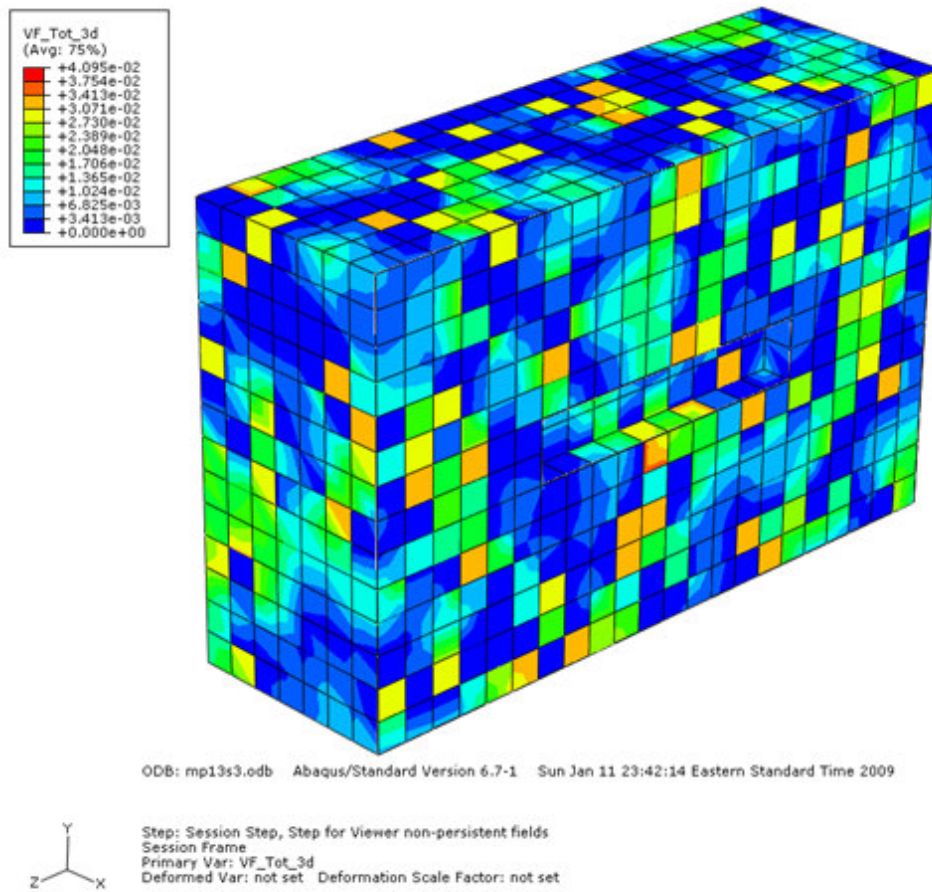 VF_Tot_3d
(Avg: 75%)
+4.095e-02
+3.754e-02
+3.413e-02
+3.071e-02
+2.730e-02
+2.389e-02
+2.048e-02
+1.706e-02
+1.365e-02
+1.024e-02
+6.825e-03
+3.413e-03
+0.000e+00
ODB: mp13s3.odb Abaqus/Standard Version 6.7-1 Sun Jan 11 23:42:14 Eastern Standard Time 2009
Y
Z
X
Step: Session Step, Step for Viewer non-persistent fields
Session Frame
Primary Var: VF_Tot_3d
Deformed Var: not set Deformation Scale Factor: not set